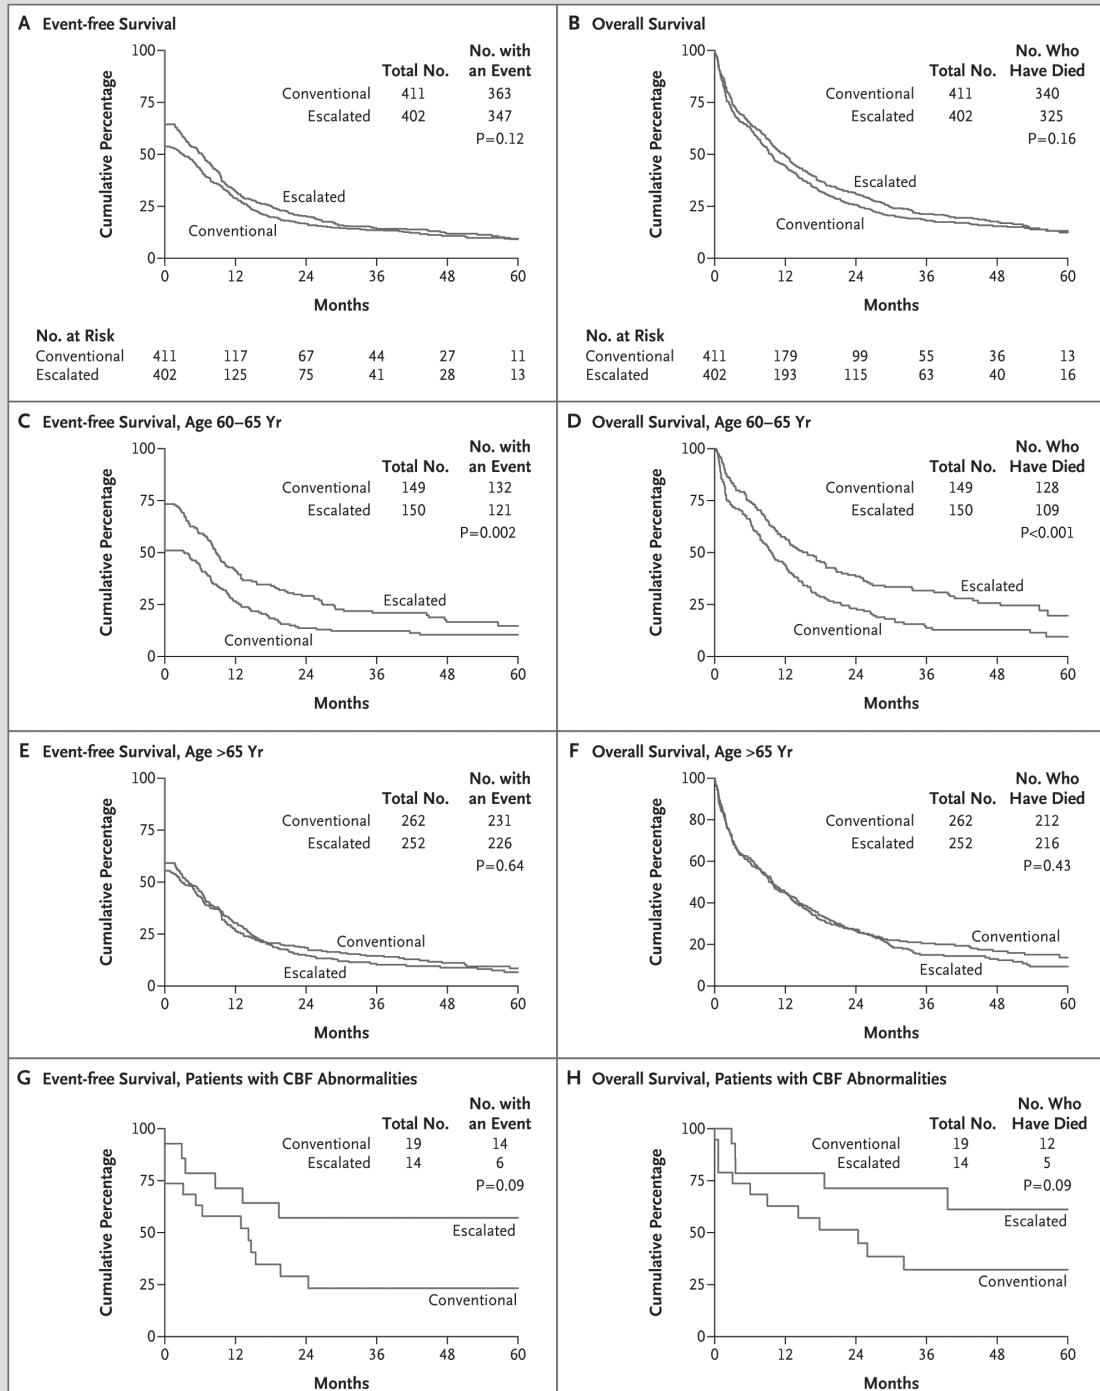 A Event-free Survival
No. with
Total No. an Event
Conventional 411 363
Escalated 402 347
P=0.12
Cumulative Percentage
100
75
50
25
0
Escalated
Conventional
0 12 24 36 48 60
Months
No. at Risk
Conventional 411 117 67 44 27 11
Escalated 402 125 75 41 28 13
B Overall Survival
No. Who
Total No. Have Died
Conventional 411 340
Escalated 402 325
P=0.16
Cumulative Percentage
100
75
50
25
0
Escalated
Conventional
0 12 24 36 48 60
Months
No. at Risk
Conventional 411 179 99 55 36 13
Escalated 402 193 115 63 40 16
C Event-free Survival, Age 60–65 Yr
No. with
Total No. an Event
Conventional 149 132
Escalated 150 121
P=0.002
Cumulative Percentage
100
75
50
25
0
Escalated
Conventional
0 12 24 36 48 60
Months
D Overall Survival, Age 60–65 Yr
No. Who
Total No. Have Died
Conventional 149 128
Escalated 150 109
P<0.001
Cumulative Percentage
100
75
50
25
0
Escalated
Conventional
0 12 24 36 48 60
Months
E Event-free Survival, Age >65 Yr
No. with
Total No. an Event
Conventional 262 231
Escalated 252 226
P=0.64
Cumulative Percentage
100
75
50
25
0
Conventional
Escalated
0 12 24 36 48 60
Months
F Overall Survival, Age >65 Yr
No. Who
Total No. Have Died
Conventional 262 212
Escalated 252 216
P=0.43
Cumulative Percentage
100
80
60
40
20
0
Conventional
Escalated
0 12 24 36 48 60
Months
G Event-free Survival, Patients with CBF Abnormalities
No. with
Total No. an Event
Conventional 19 14
Escalated 14 6
P=0.09
Cumulative Percentage
100
75
50
25
0
Escalated
Conventional
0 12 24 36 48 60
Months
H Overall Survival, Patients with CBF Abnormalities
No. Who
Total No. Have Died
Conventional 19 12
Escalated 14 5
P=0.09
Cumulative Percentage
100
75
50
25
0
Escalated
Conventional
0 12 24 36 48 60
Months